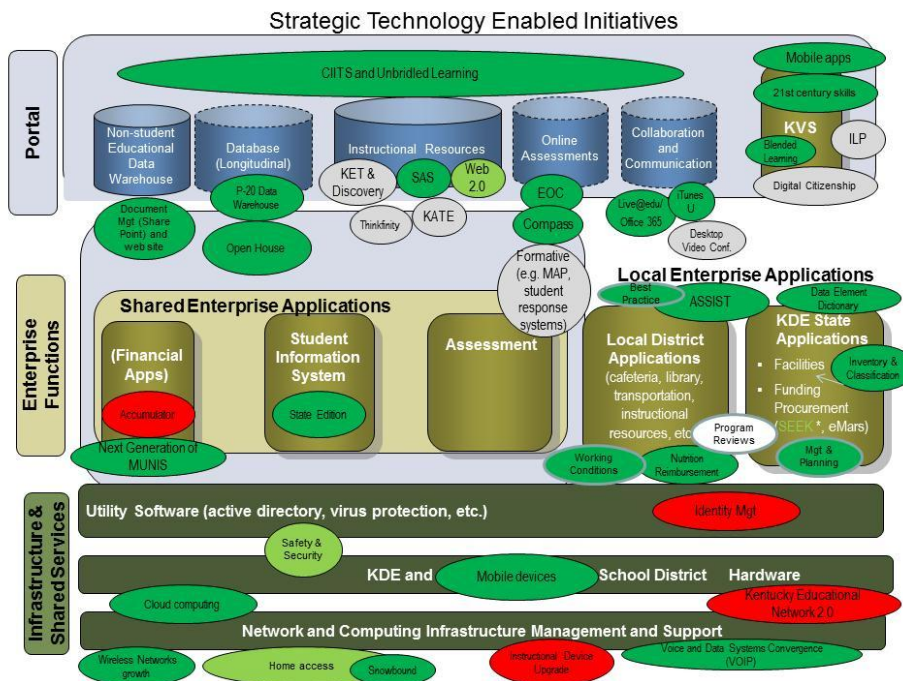 Strategic Technology Enabled Initiatives
Portal
CIITS and Unbridled Learning
Mobile apps
21st century skills
KVS
ILP
Blended
Learning
Digital Citizenship
Non-student
Educational
Data
Warehouse
Database
(Longitudinal)
Instructional Resources
Online
Assessments
Collaboration
and
Communication
KET &
Discovery
SAS
Web
2.0
P-20 Data
Warehouse
EOC
Document
Mgt (Share
Point) and
web site
Open House
Thinkfinity
KATE
Compass
Live@edu/
Office 365
iTunes
U
Desktop
Video Conf.
Formative
(e.g. MAP,
student
response
systems)
Enterprise
Functions
Shared Enterprise Applications
Local Enterprise Applications
Best
Practice
ASSIST
Data Element
Dictionary
(Financial
Apps)
Student
Information
System
Assessment
Local District
Applications
(cafeteria, library,
transportation,
instructional
resources, etc
KDE State
Applications
▪ Facilities
▪ Funding
Procurement
(SEEK *, eMars)
Inventory &
Classification
Accumulator
State Edition
Program
Reviews
Next Generation of
MUNIS
Working
Conditions
Nutrition
Reimbursement
Mgt &
Planning
Infrastructure &
Shared Services
Utility Software (active directory, virus protection, etc.)
Identity Mgt
Safety &
Security
KDE and
Mobile devices
School District Hardware
Cloud computing
Kentucky Educational
Network 2.0
Network and Computing Infrastructure Management and Support
Wireless Networks
growth
Home access
Snowbound
Instructional Device
Upgrade
Voice and Data Systems Convergence
(VOIP)